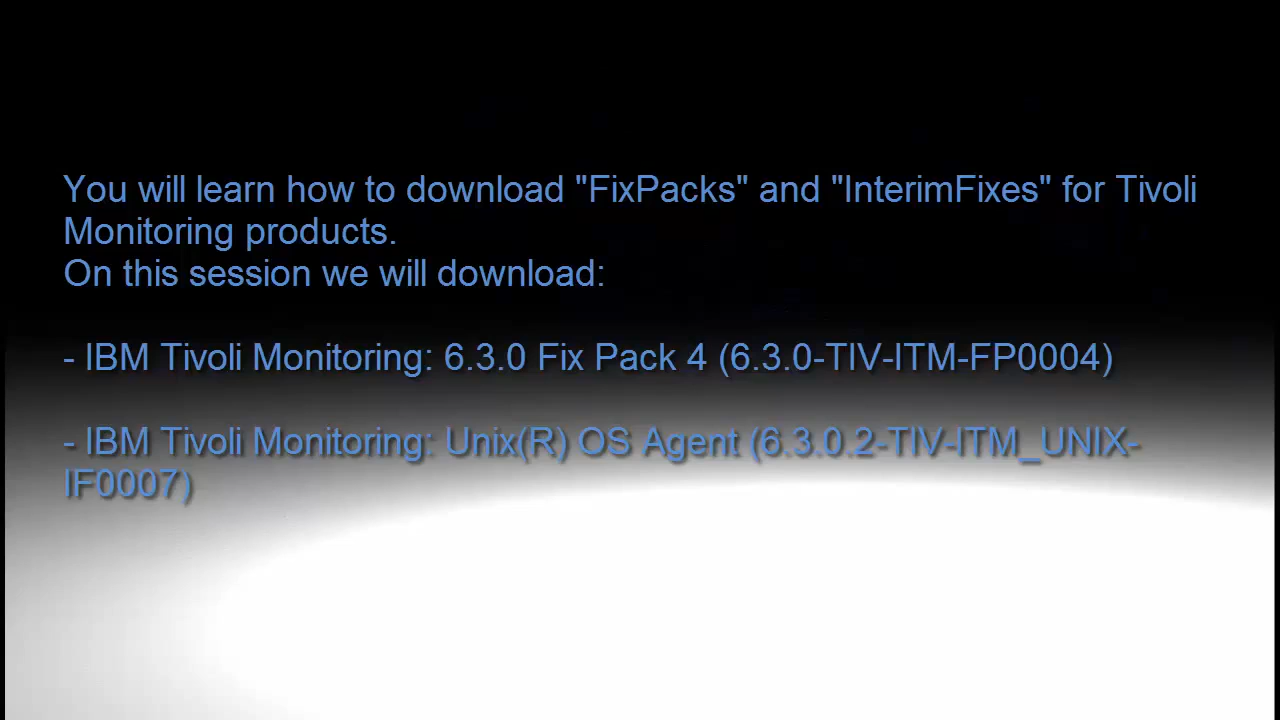 You will learn how to download "FixPacks" and "InterimFixes" for Tivoli
Monitoring products.
On this session we will download:
- IBM Tivoli Monitoring: 6.3.0 Fix Pack 4 (6.3.0-TIV-ITM-FP0004)
- IBM Tivoli Monitoring: Unix(R) OS Agent (6.3.0.2-TIV-ITM_UNIX-
IF0007)